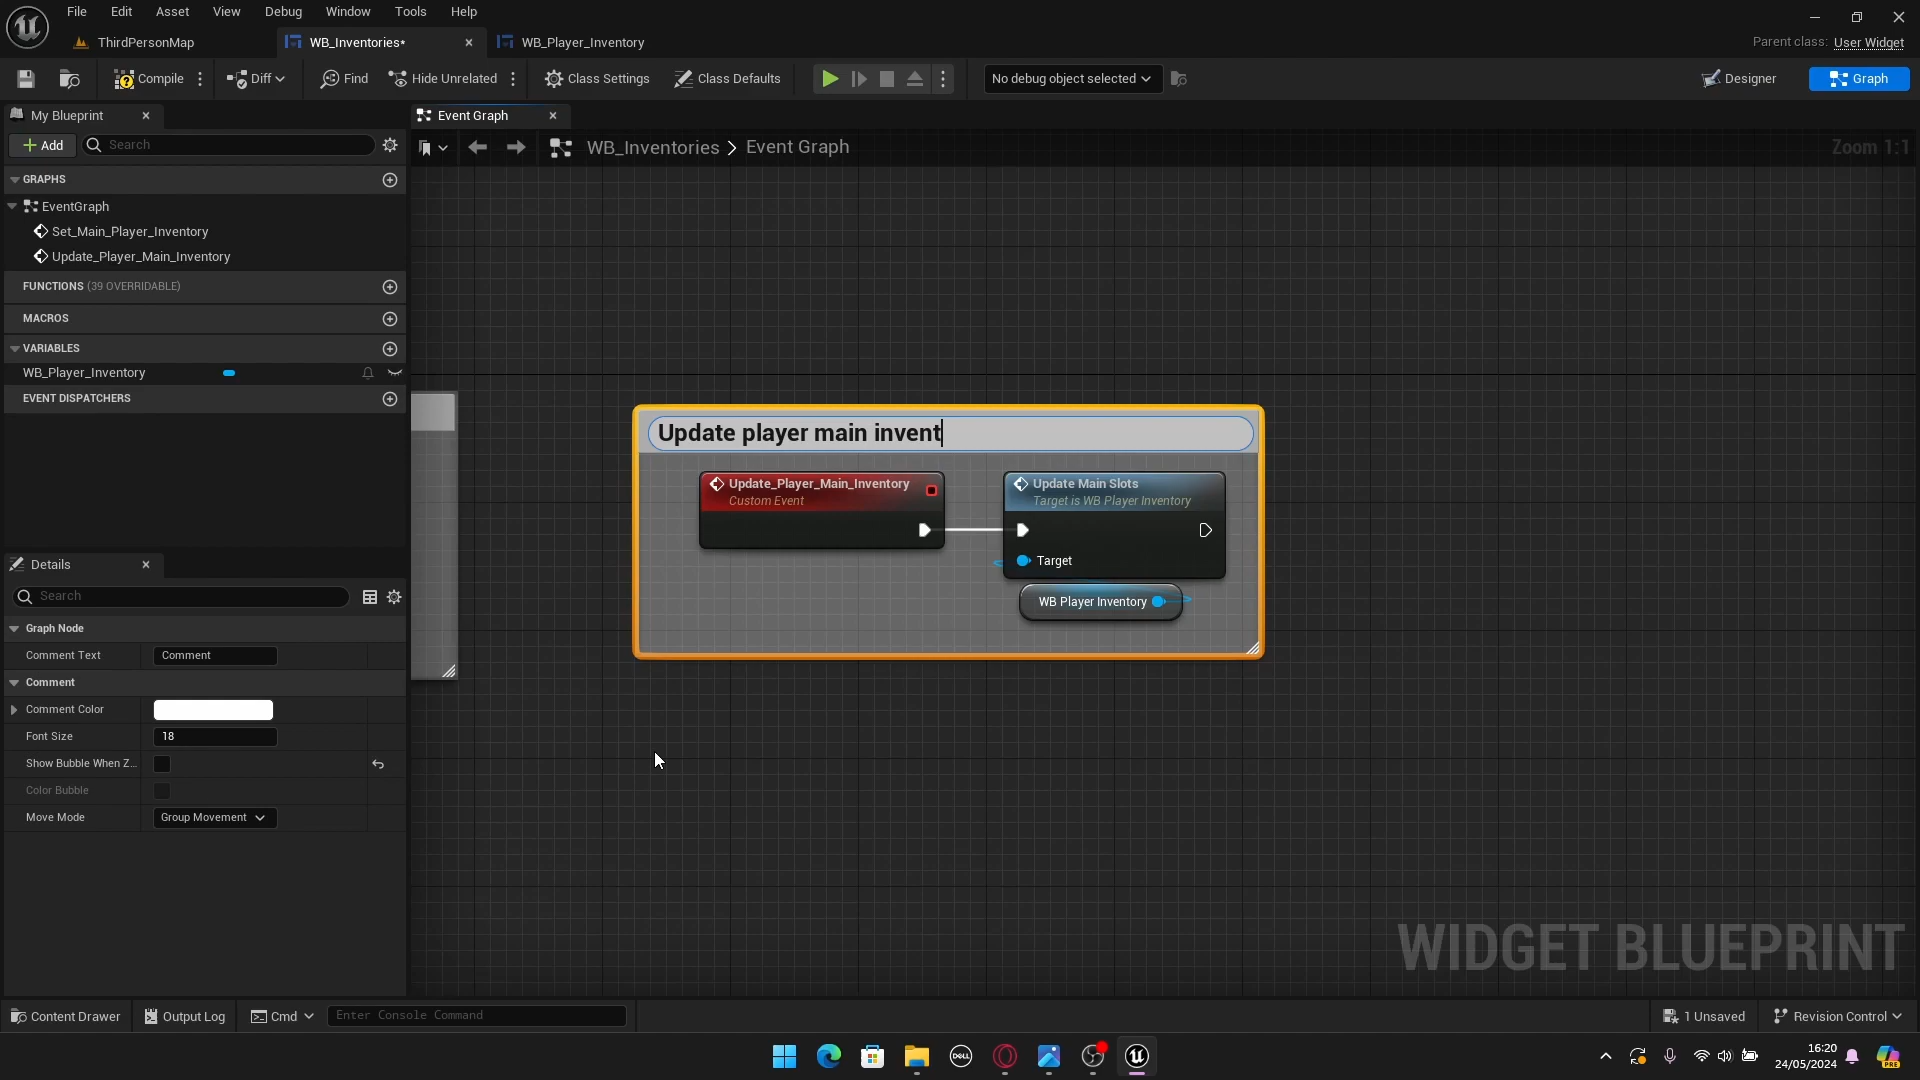 File Edit Asset View Debug Window Tools Help
ThirdPersonMap WB_Inventories* WB_Player_Inventory Parent class: User Widget
Compile Diff Find Hide Unrelated Class Settings Class Defaults No debug object selected Designer Graph
My Blueprint
Event Graph
Add Search
WB_Inventories > Event Graph
Zoom 1:1
GRAPHS
EventGraph
Set_Main_Player_Inventory
Update_Player_Main_Inventory
FUNCTIONS (39 OVERRIDABLE)
MACROS
VARIABLES
WB_Player_Inventory
EVENT DISPATCHERS
Update player main invent
Update_Player_Main_Inventory
Custom Event
Update Main Slots
Target is WB Player Inventory
Target
WB Player Inventory
Details
Search
Graph Node
Comment Text Comment
Comment
Comment Color
Font Size 18
Show Bubble When Z...
Color Bubble
Move Mode Group Movement
WIDGET BLUEPRINT
Content Drawer Output Log Cmd Enter Console Command 1 Unsaved Revision Control
DELL
16:20
24/05/2024
PRE